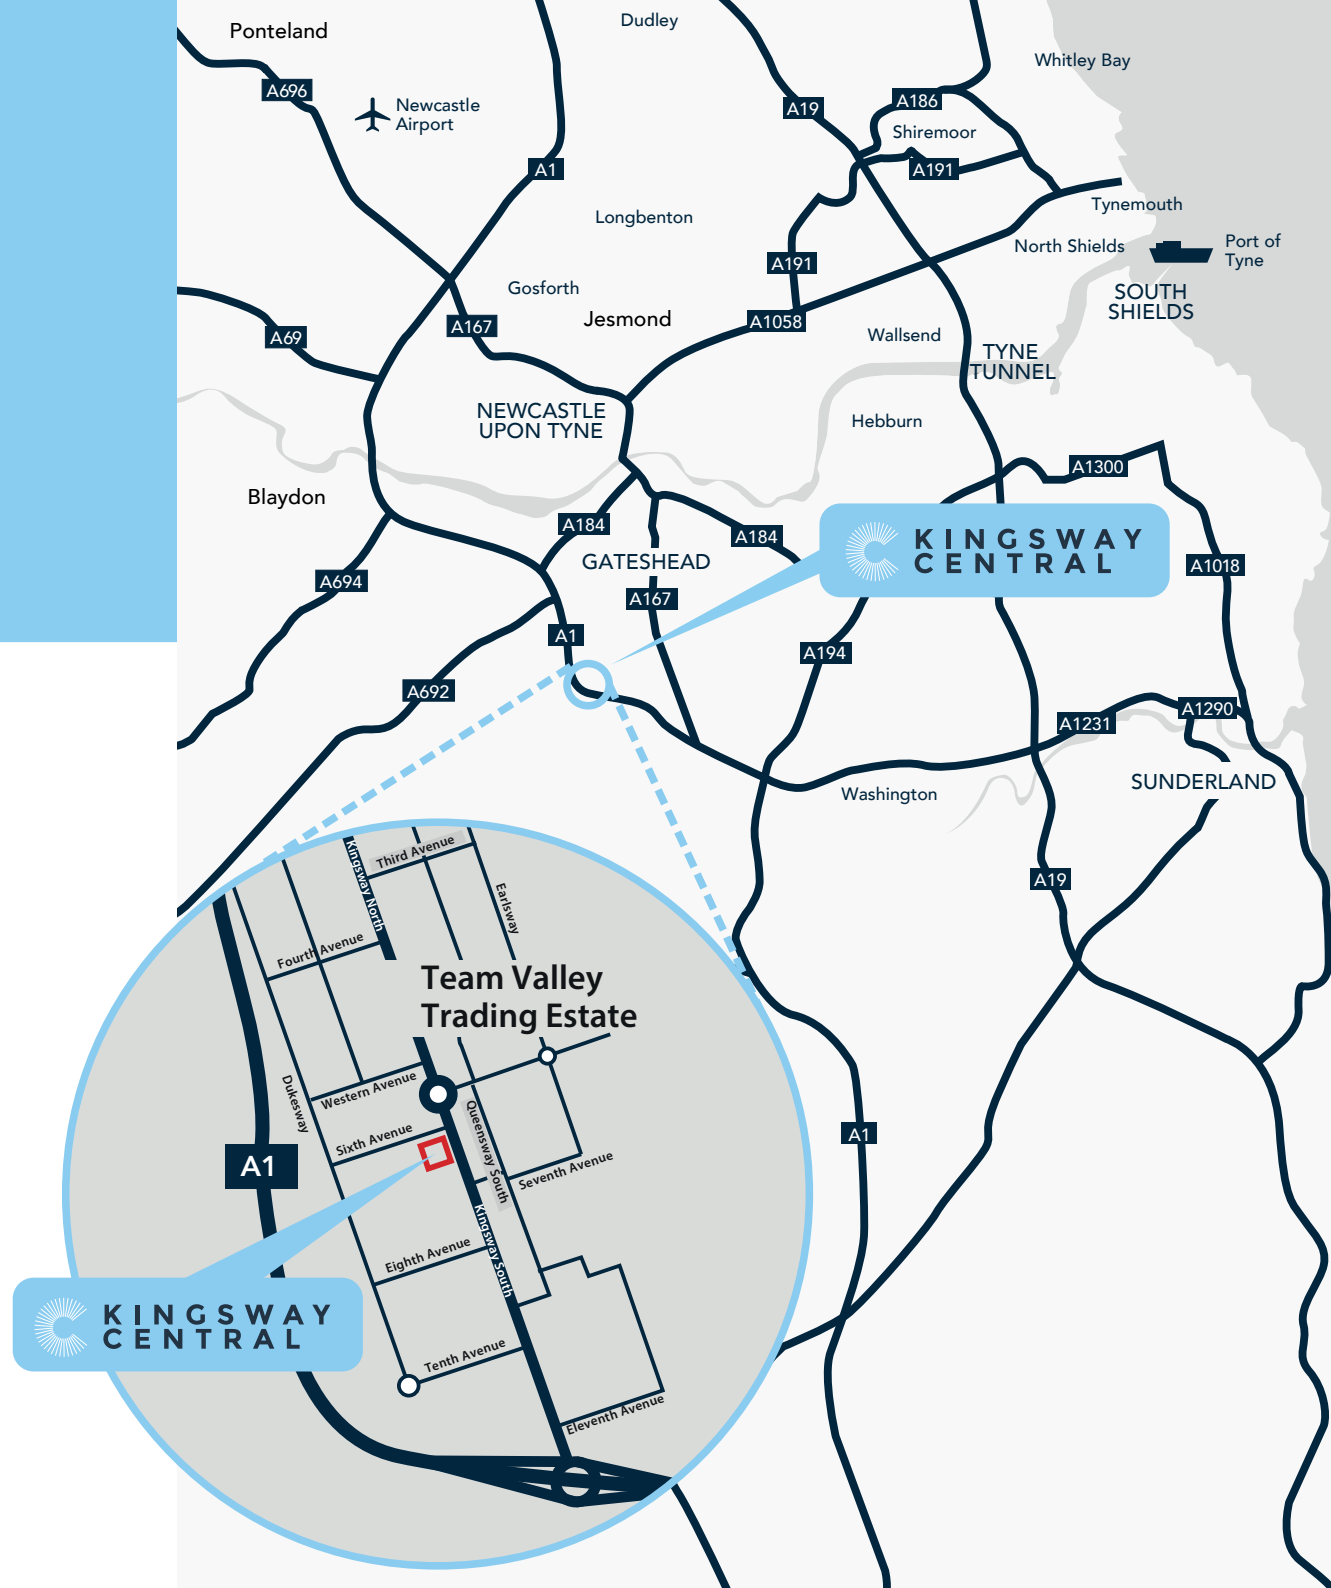 Dudley
Ponteland
Whitley Bay
A696
Newcastle
Airport
A19
A186
Shiremoor
A1
A191
Tynemouth
Longbenton
North Shields
Port of
Tyne
A191
Gosforth
SOUTH
SHIELDS
Jesmond
A167
A1058
A69
Wallsend
TYNE
TUNNEL
NEWCASTLE
UPON TYNE
Hebburn
A1300
Blaydon
A184
A184
KINGSWAY
CENTRAL
GATESHEAD
A1018
A694
A167
A1
A194
A692
A1290
A1231
SUNDERLAND
Washington
Third Avenue
Kingsway North
A19
Earlsway
Fourth Avenue
Team Valley
Trading Estate
Dukesway
Western Avenue
Queensway South
Sixth Avenue
A1
A1
Seventh Avenue
Kingsway South
Eighth Avenue
KINGSWAY
CENTRAL
Tenth Avenue
Eleventh Avenue